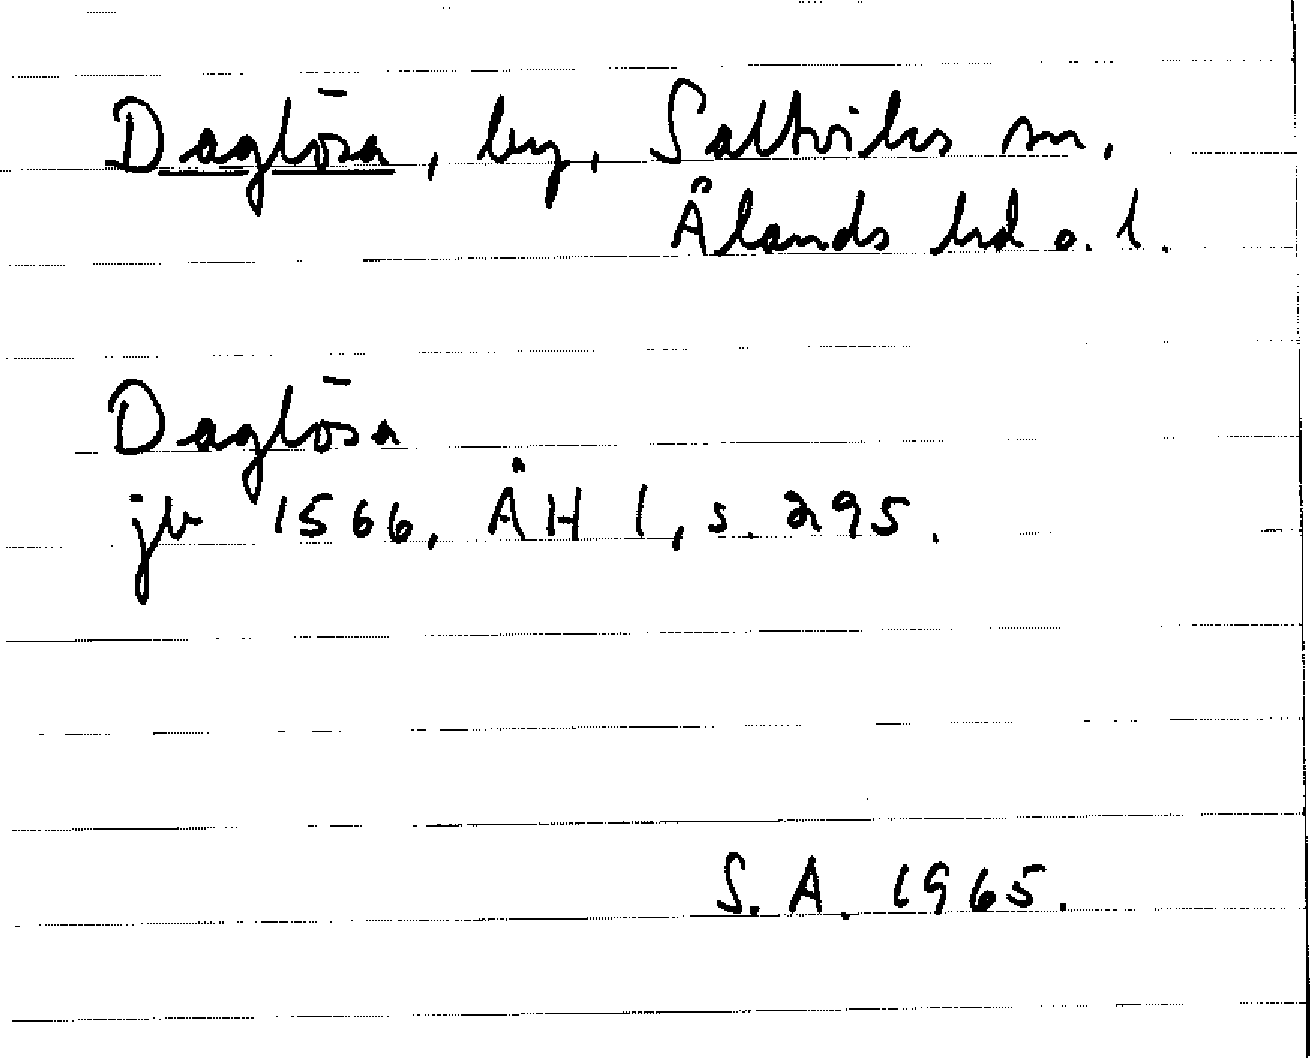 Daglösa, by, Saltviks sn.
Ålands hd o. l.
Daglösa
jb 1566, ÅH 1, s. 295.
S. A. 1965.